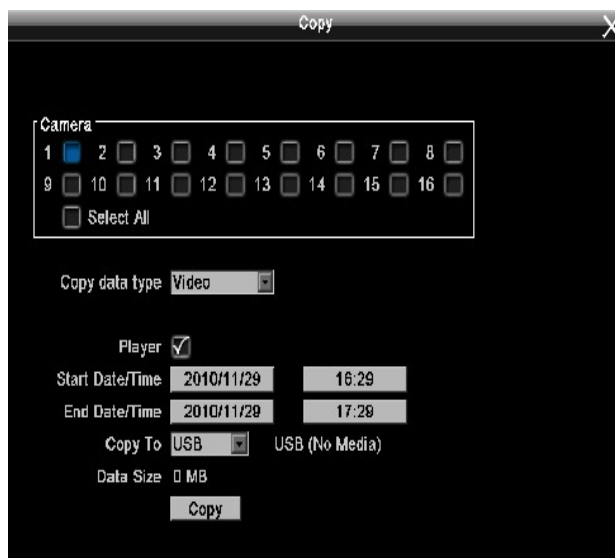 Copy X
Camera
1 2 3 4 5 6 7 8
9 10 11 12 13 14 15 16
Select All
Copy data type Video
Player
Start Date/Time 2010/11/29 16:29
End Date/Time 2010/11/29 17:29
Copy To USB USB (No Media)
Data Size 0 MB
Copy